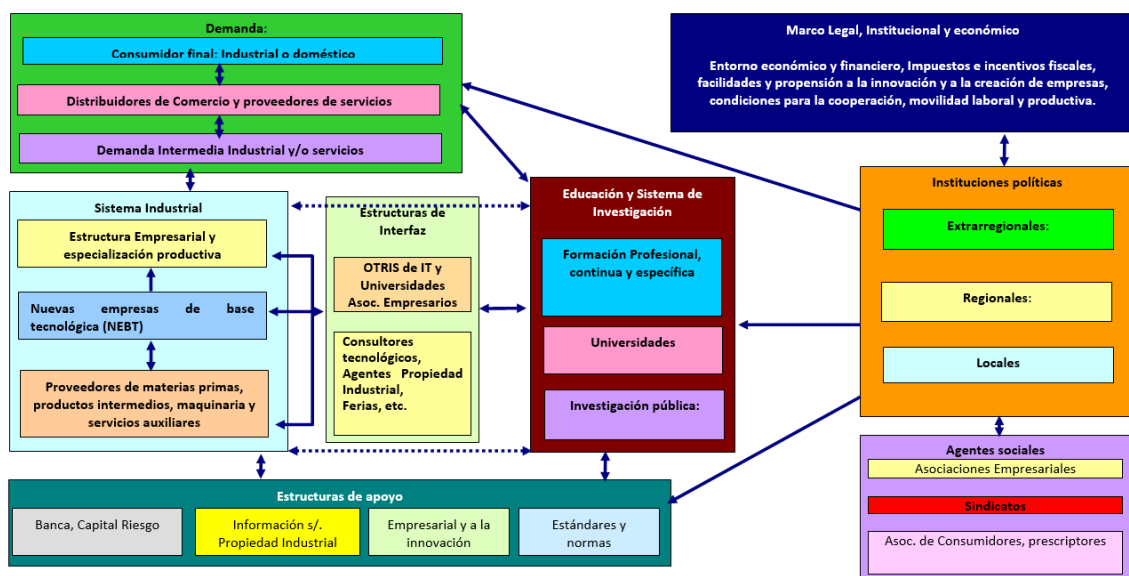 Demanda:
Consumidor final: Industrial o doméstico
Distribuidores de Comercio y proveedores de servicios
Demanda Intermedia Industrial y/o servicios
Marco Legal, Institucional y económico
Entorno económico y financiero, Impuestos e incentivos fiscales,
facilidades y propensión a la innovación y a la creación de empresas,
condiciones para la cooperación, movilidad laboral y productiva.
Sistema Industrial
Estructura Empresarial y
especialización productiva
Nuevas empresas de base
tecnológica (NEBT)
Proveedores de materias primas,
productos intermedios, maquinaria y
servicios auxiliares
Estructuras de
Interfaz
OTRIS de IT y
Universidades
Asoc. Empresarios
Consultores
tecnológicos,
Agentes Propiedad
Industrial,
Ferias, etc.
Educación y Sistema de
Investigación
Formación Profesional,
continua y específica
Universidades
Investigación pública:
Instituciones políticas
Extrarregionales:
Regionales:
Locales
Agentes sociales
Asociaciones Empresariales
Sindicatos
Asoc. de Consumidores, prescriptores
Estructuras de apoyo
Banca, Capital Riesgo
Información s/.
Propiedad Industrial
Empresarial y a la
innovación
Estándares y
normas